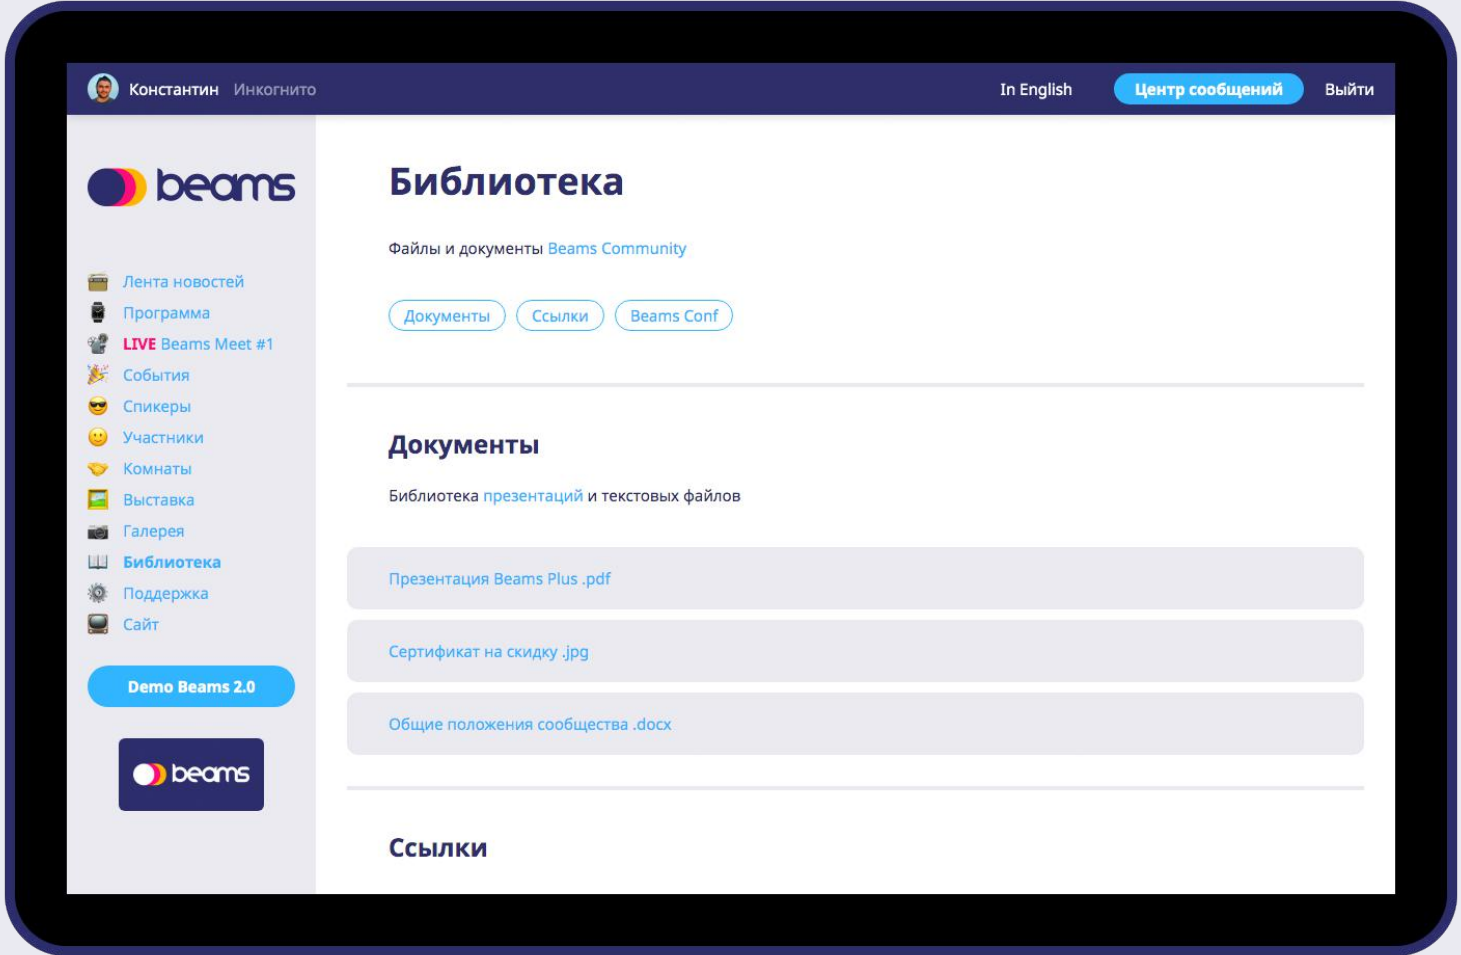 Константин Инкогнито
In English
Центр сообщений
Выйти
beams
Лента новостей
Программа
LIVE Beams Meet #1
События
Спикеры
Участники
Комнаты
Выставка
Галерея
Библиотека
Поддержка
Сайт
Demo Beams 2.0
beams
Библиотека
Файлы и документы Beams Community
Документы
Ссылки
Beams Conf
Документы
Библиотека презентаций и текстовых файлов
Презентация Beams Plus .pdf
Сертификат на скидку .jpg
Общие положения сообщества .docx
Ссылки